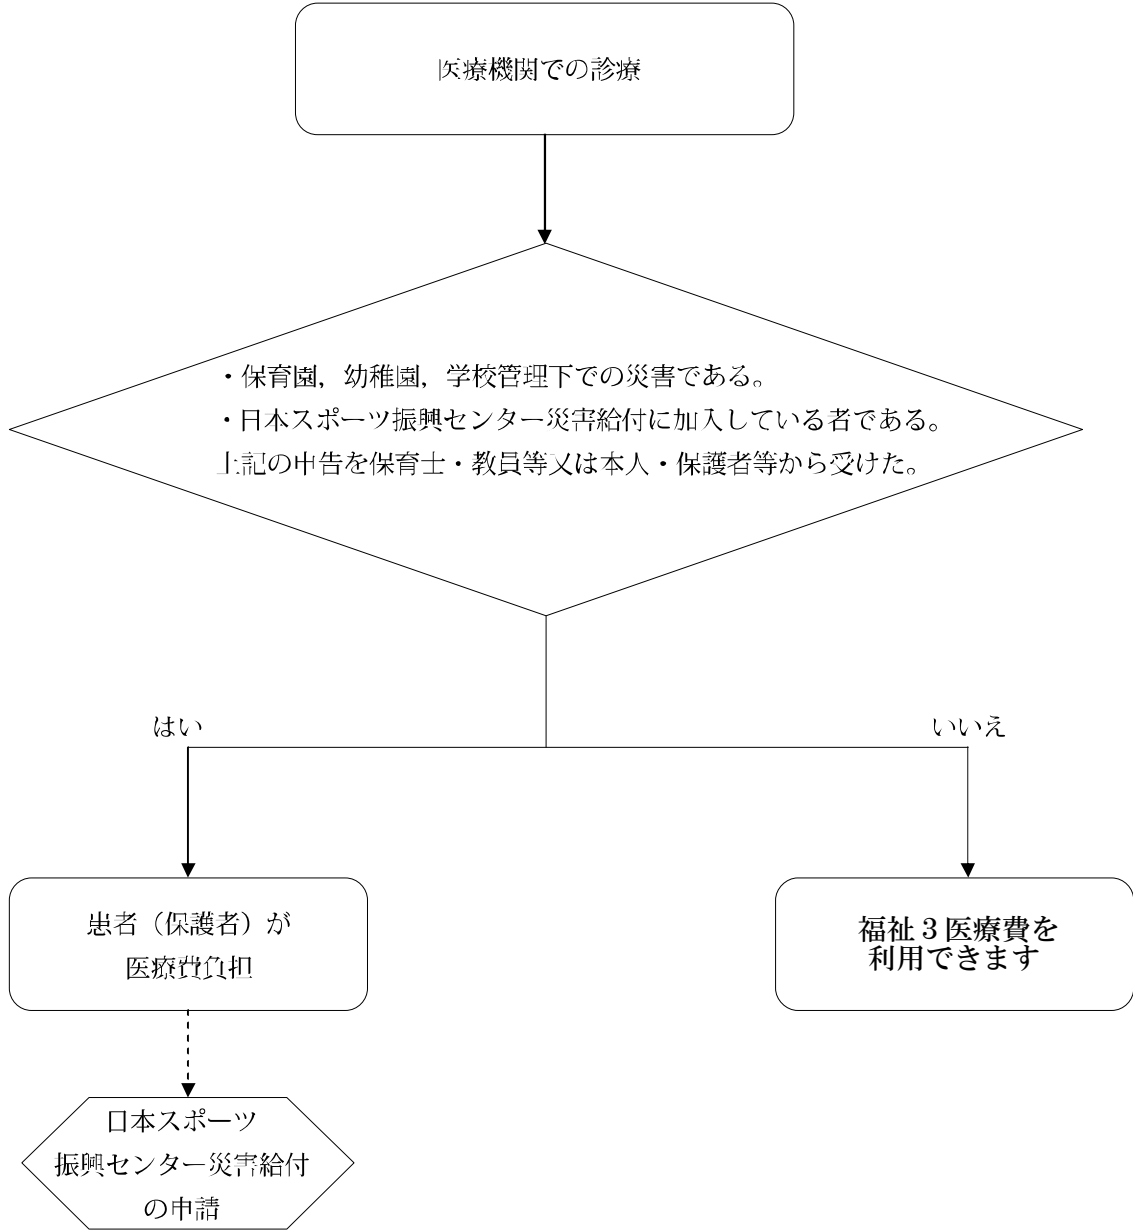 医療機関での診療
・保育園，幼稚園，学校管理下での災害である。
・日本スポーツ振興センター災害給付に加入している者である。
上記の申告を保育士・教員等又は本人・保護者等から受けた。
はい
いいえ
患者（保護者）が
医療費負担
福祉３医療費を
利用できます
日本スポーツ
振興センター災害給付
の申請